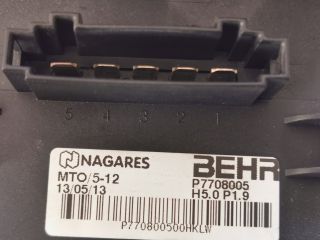 5 4 3 2 1
NAGARES BEHR
MTO/5-12 P7708005
13/05/13 H5.0 P1.9
P770800500HKLW